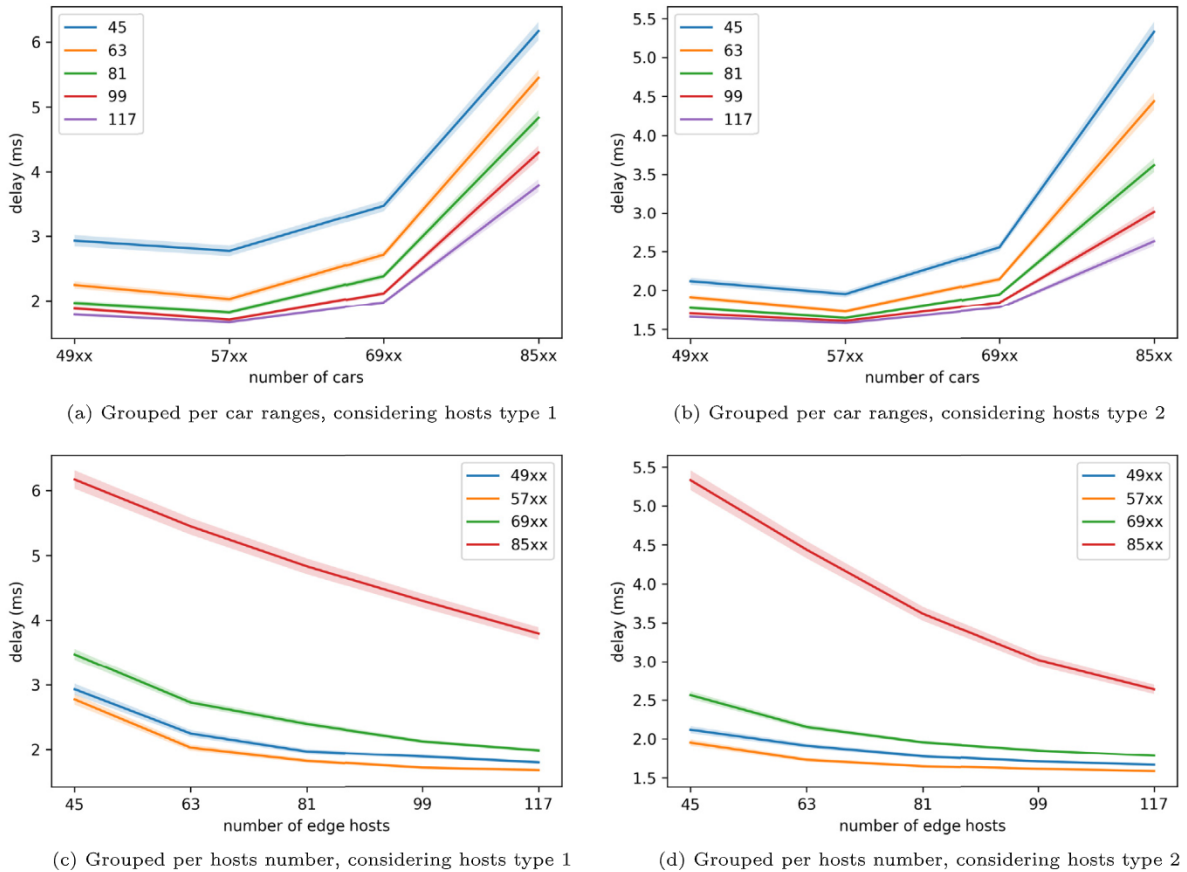 45
63
81
99
117
6
5
4
3
2
delay (ms)
49xx
57xx
69xx
85xx
number of cars
(a) Grouped per car ranges, considering hosts type 1
45
63
81
99
117
5.5
5.0
4.5
4.0
3.5
3.0
2.5
2.0
1.5
delay (ms)
49xx
57xx
69xx
85xx
number of cars
(b) Grouped per car ranges, considering hosts type 2
49xx
57xx
69xx
85xx
6
5
4
3
2
delay (ms)
45
63
81
99
117
number of edge hosts
(c) Grouped per hosts number, considering hosts type 1
49xx
57xx
69xx
85xx
5.5
5.0
4.5
4.0
3.5
3.0
2.5
2.0
1.5
delay (ms)
45
63
81
99
117
number of edge hosts
(d) Grouped per hosts number, considering hosts type 2